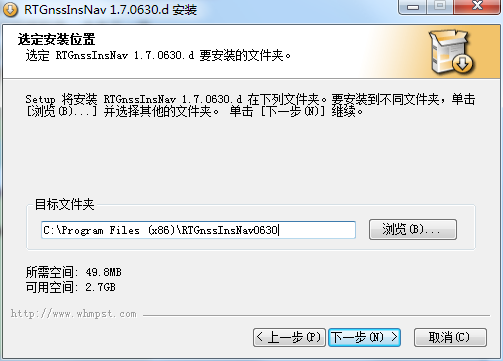 RTGnssInsNav 1.7.0630.d 安装
选定安装位置
选定 RTGnssInsNav 1.7.0630.d 要安装的文件夹。
Setup 将安装 RTGnssInsNav 1.7.0630.d 在下列文件夹。要安装到不同文件夹，单击
[浏览(B)...] 并选择其他的文件夹。 单击 [下一步(N)] 继续。
目标文件夹
C:\Program Files (x86)\RTGnssInsNav0630
浏览(B)...
所需空间: 49.8MB
可用空间: 2.7GB
http://www.whmpst.com
< 上一步(P)
下一步(N) >
取消(C)